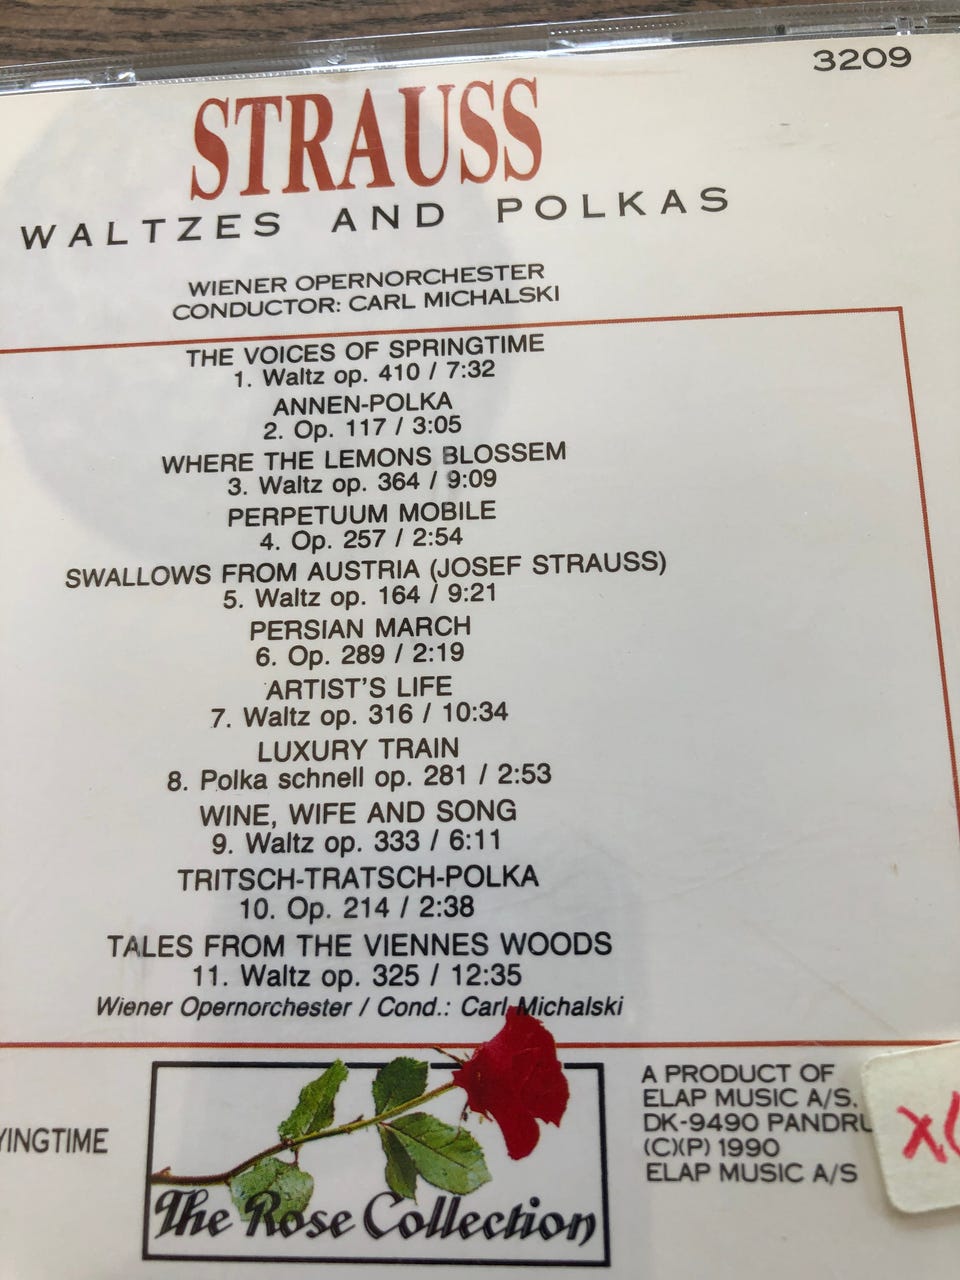 3209
STRAUSS
WALTZES AND POLKAS
WIENER OPERNORCHESTER
CONDUCTOR: CARL MICHALSKI
THE VOICES OF SPRINGTIME
1. Waltz op. 410 / 7:32
ANNEN-POLKA
2. Op. 117 / 3:05
WHERE THE LEMONS BLOSSEM
3. Waltz op. 364 / 9:09
PERPETUUM MOBILE
4. Op. 257 / 2:54
SWALLOWS FROM AUSTRIA (JOSEF STRAUSS)
5. Waltz op. 164 / 9:21
PERSIAN MARCH
6. Op. 289 / 2:19
ARTIST'S LIFE
7. Waltz op. 316 / 10:34
LUXURY TRAIN
8. Polka schnell op. 281 / 2:53
WINE, WIFE AND SONG
9. Waltz op. 333 / 6:11
TRITSCH-TRATSCH-POLKA
10. Op. 214 / 2:38
TALES FROM THE VIENNES WOODS
11. Waltz op. 325 / 12:35
Wiener Opernorchester / Cond.: Carl Michalski
YINGTIME
The Rose Collection
A PRODUCT OF
ELAP MUSIC A/S.
DK-9490 PANDRU
(C)(P) 1990
ELAP MUSIC A/S